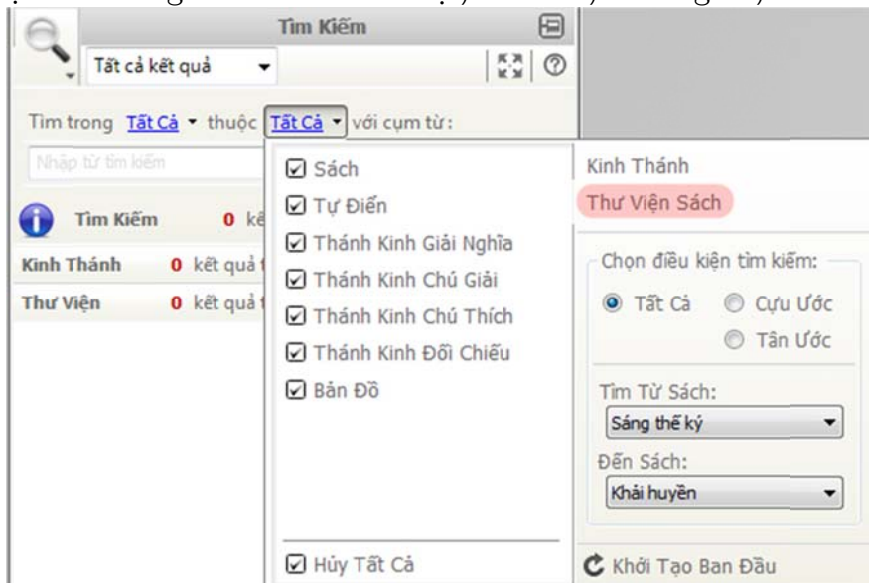 Tìm Kiếm
Tất cả kết quả
Tìm trong Tất Cả thuộc Tất Cả với cụm từ:
Nhập từ tìm kiếm
Tìm Kiếm 0
Kinh Thánh 0 kết quả
Thư Viện 0 kết quả
Sách
Tự Điển
Thánh Kinh Giải Nghĩa
Thánh Kinh Chú Giải
Thánh Kinh Chú Thích
Thánh Kinh Đối Chiếu
Bản Đồ
Hủy Tất Cả
Kinh Thánh
Thư Viện Sách
Chọn điều kiện tìm kiếm:
Tất Cả Cựu Ước
Tân Ước
Tìm Từ Sách:
Sáng thế ký
Đến Sách:
Khải huyền
Khởi Tạo Ban Đầu